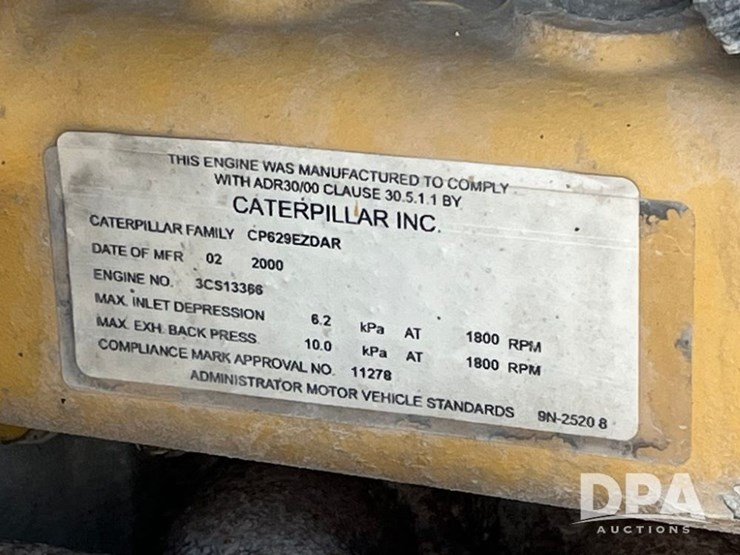 THIS ENGINE WAS MANUFACTURED TO COMPLY
WITH ADR30/00 CLAUSE 30.5.1.1 BY
CATERPILLAR INC.
CATERPILLAR FAMILY CP629EZDAR
DATE OF MFR 02 2000
ENGINE NO. 3CS13366
MAX. INLET DEPRESSION 6.2 kPa AT 1800 RPM
MAX. EXH. BACK PRESS. 10.0 kPa AT 1800 RPM
COMPLIANCE MARK APPROVAL NO. 11278
ADMINISTRATOR MOTOR VEHICLE STANDARDS 9N-2520 8
DPA
AUCTIONS